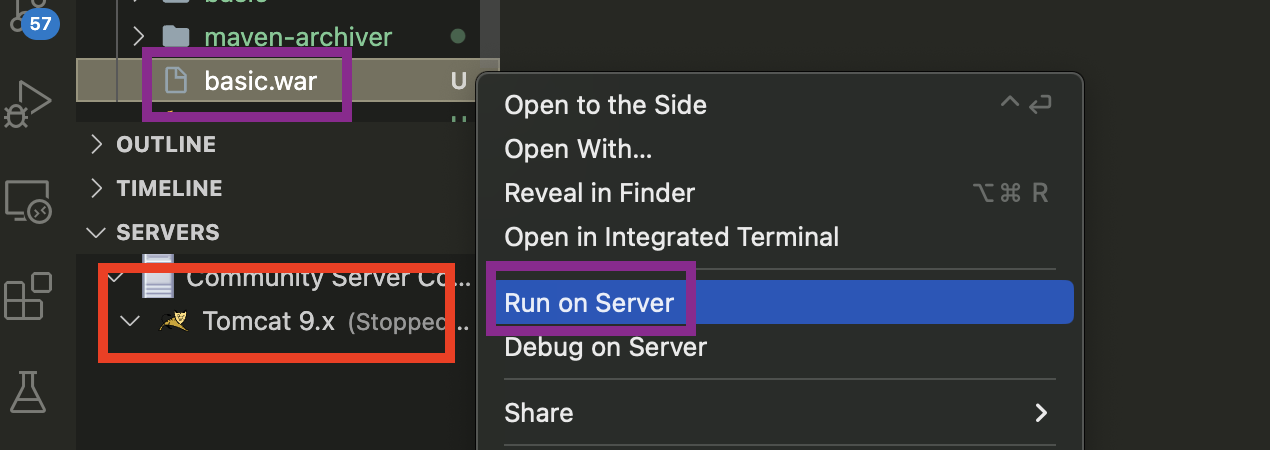 57
maven-archiver
basic.war U
OUTLINE
TIMELINE
SERVERS
Community Server Co...
Tomcat 9.x (Stopped...
Open to the Side ^
Open With...
Reveal in Finder ⌥⌘ R
Open in Integrated Terminal
Run on Server
Debug on Server
Share